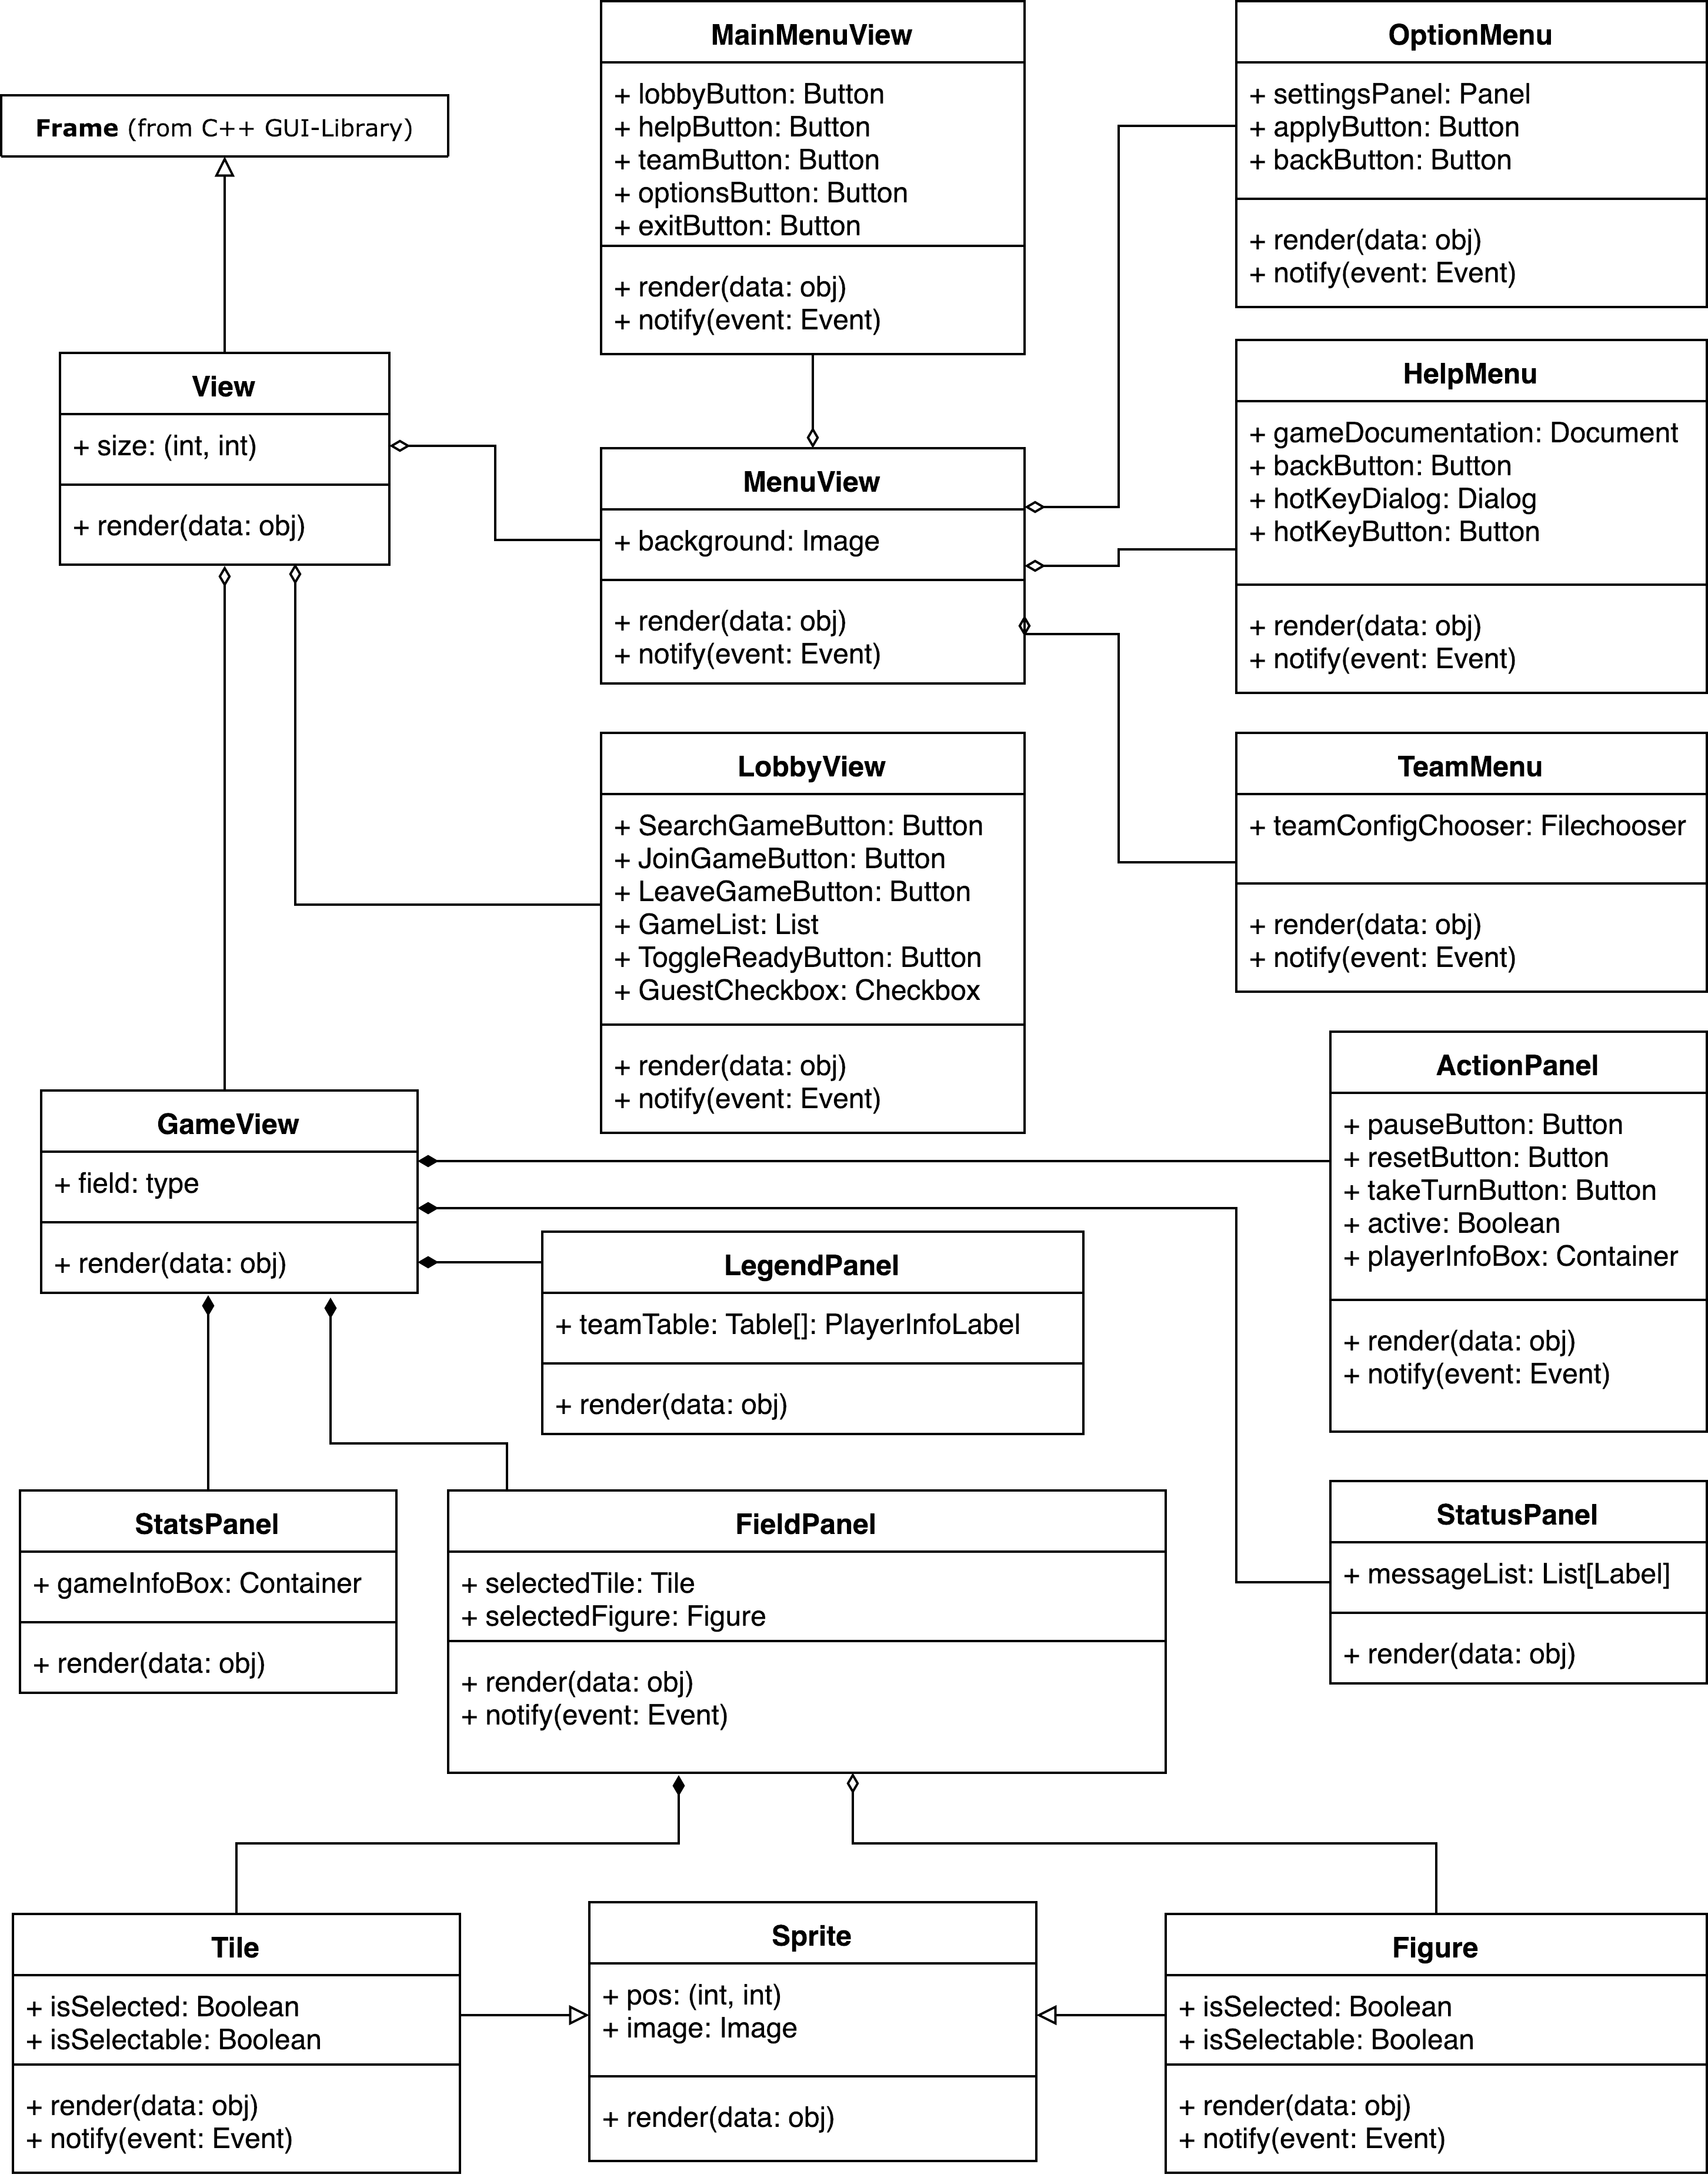 MainMenuView
+ lobbyButton: Button
+ helpButton: Button
+ teamButton: Button
+ optionsButton: Button
+ exitButton: Button
+ render(data: obj)
+ notify(event: Event)
OptionMenu
+ settingsPanel: Panel
+ applyButton: Button
+ backButton: Button
+ render(data: obj)
+ notify(event: Event)
Frame (from C++ GUI-Library)
View
+ size: (int, int)
+ render(data: obj)
MenuView
+ background: Image
+ render(data: obj)
+ notify(event: Event)
HelpMenu
+ gameDocumentation: Document
+ backButton: Button
+ hotKeyDialog: Dialog
+ hotKeyButton: Button
+ render(data: obj)
+ notify(event: Event)
LobbyView
+ SearchGameButton: Button
+ JoinGameButton: Button
+ LeaveGameButton: Button
+ GameList: List
+ ToggleReadyButton: Button
+ GuestCheckbox: Checkbox
+ render(data: obj)
+ notify(event: Event)
TeamMenu
+ teamConfigChooser: Filechooser
+ render(data: obj)
+ notify(event: Event)
GameView
+ field: type
+ render(data: obj)
ActionPanel
+ pauseButton: Button
+ resetButton: Button
+ takeTurnButton: Button
+ active: Boolean
+ playerInfoBox: Container
+ render(data: obj)
+ notify(event: Event)
LegendPanel
+ teamTable: Table[]: PlayerInfoLabel
+ render(data: obj)
StatsPanel
+ gameInfoBox: Container
+ render(data: obj)
FieldPanel
+ selectedTile: Tile
+ selectedFigure: Figure
+ render(data: obj)
+ notify(event: Event)
StatusPanel
+ messageList: List[Label]
+ render(data: obj)
Tile
+ isSelected: Boolean
+ isSelectable: Boolean
+ render(data: obj)
+ notify(event: Event)
Sprite
+ pos: (int, int)
+ image: Image
+ render(data: obj)
Figure
+ isSelected: Boolean
+ isSelectable: Boolean
+ render(data: obj)
+ notify(event: Event)